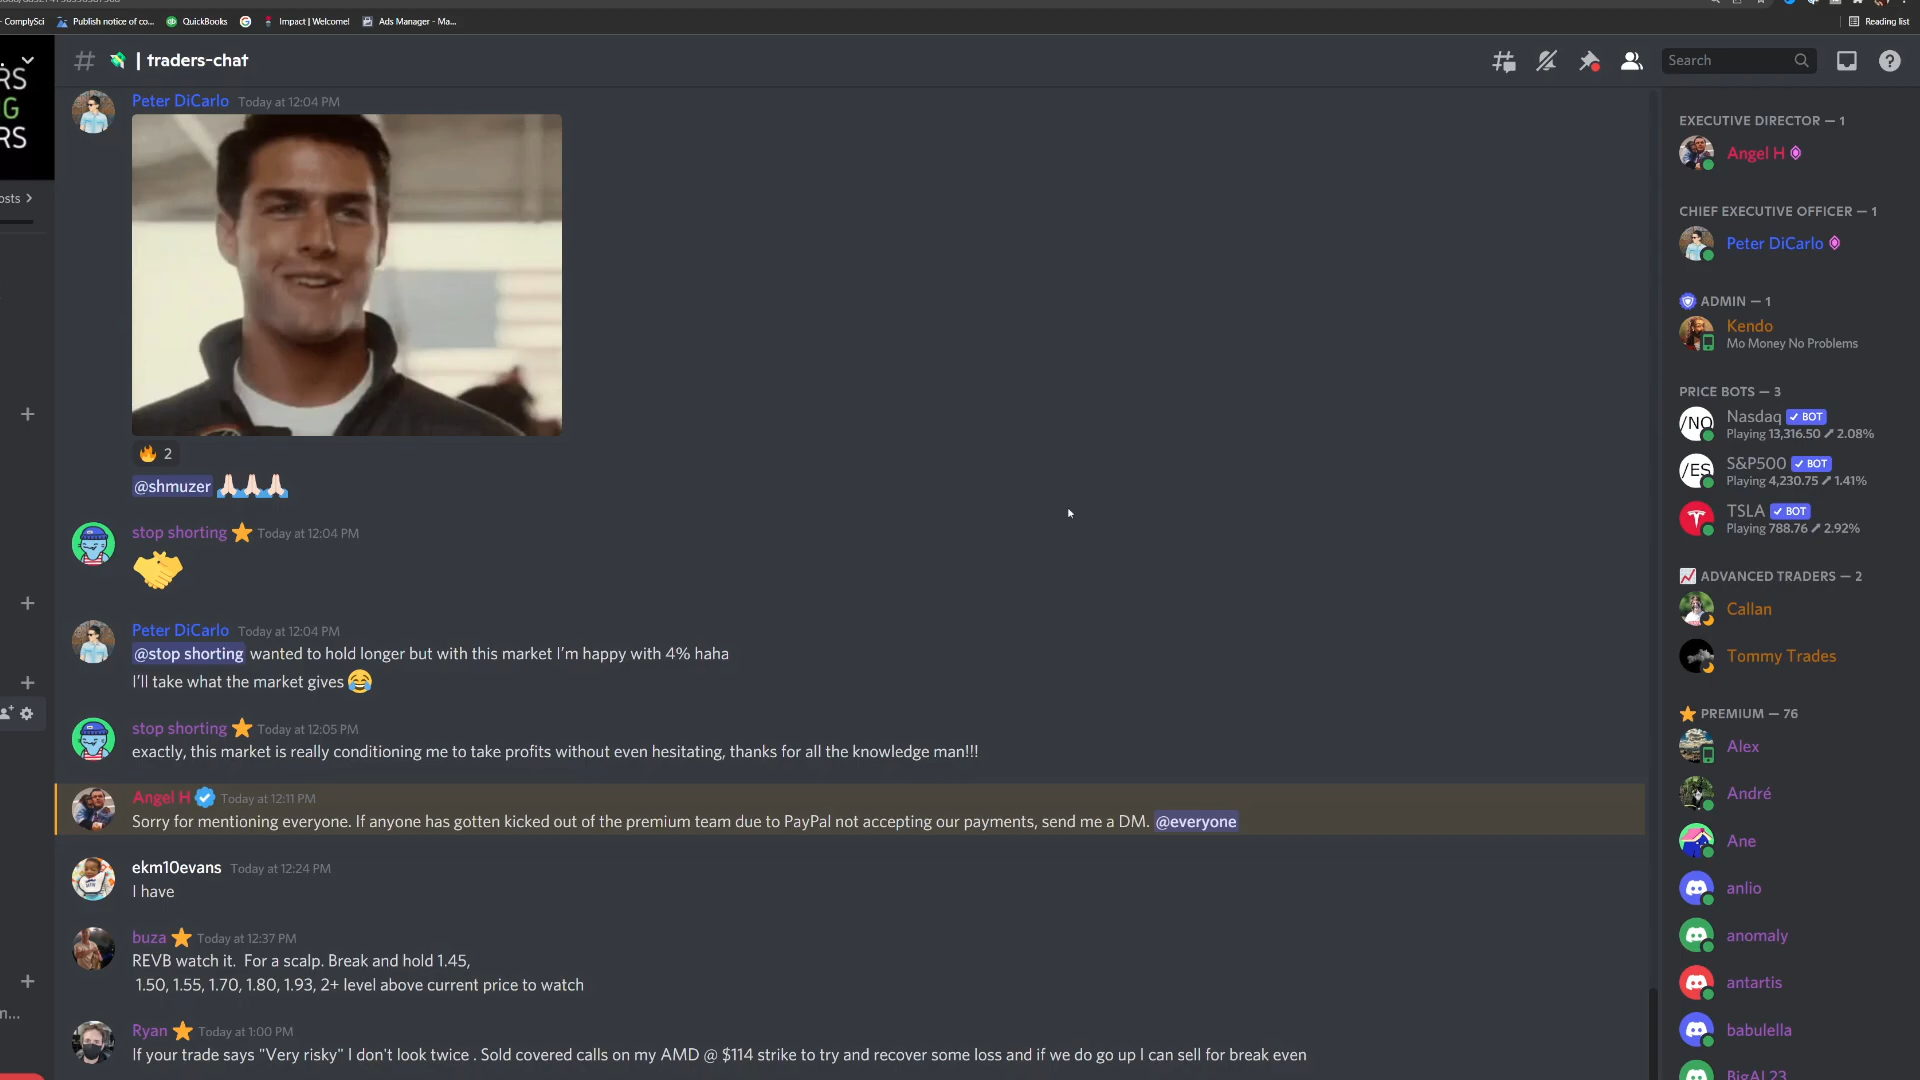 ComplySci
Publish notice of co...
QuickBooks
Impact | Welcome!
Ads Manager - Ma...
Reading list
RS
G
RS
| traders-chat
Search
osts
Peter DiCarlo Today at 12:04 PM
2
@shmuzer
stop shorting Today at 12:04 PM
Peter DiCarlo Today at 12:04 PM
@stop shorting wanted to hold longer but with this market I'm happy with 4% haha
I'll take what the market gives
stop shorting Today at 12:05 PM
exactly, this market is really conditioning me to take profits without even hesitating, thanks for all the knowledge man!!!
Angel H Today at 12:11 PM
Sorry for mentioning everyone. If anyone has gotten kicked out of the premium team due to PayPal not accepting our payments, send me a DM. @everyone
ekm10evans Today at 12:24 PM
I have
buza Today at 12:37 PM
REVB watch it. For a scalp. Break and hold 1.45,
1.50, 1.55, 1.70, 1.80, 1.93, 2+ level above current price to watch
Ryan Today at 1:00 PM
If your trade says "Very risky" I don't look twice . Sold covered calls on my AMD @ $114 strike to try and recover some loss and if we do go up I can sell for break even
EXECUTIVE DIRECTOR — 1
Angel H
CHIEF EXECUTIVE OFFICER — 1
Peter DiCarlo
ADMIN — 1
Kendo
Mo Money No Problems
PRICE BOTS — 3
/NQ
Nasdaq BOT
Playing 13,316.50 2.08%
/ES
S&P500 BOT
Playing 4,230.75 1.41%
TSLA BOT
Playing 788.76 2.92%
ADVANCED TRADERS — 2
Callan
Tommy Trades
PREMIUM — 76
Alex
André
Ane
anlio
anomaly
antartis
babulella
BigAL23